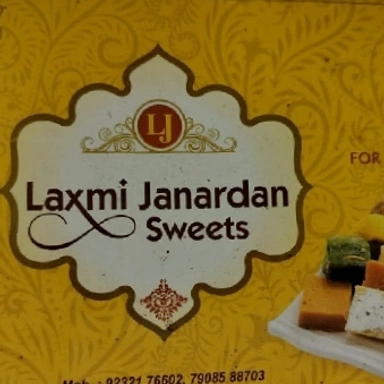 LJ
Laxmi Janardan
Sweets
FOR
Mob. : 92321 76602, 79085 88703